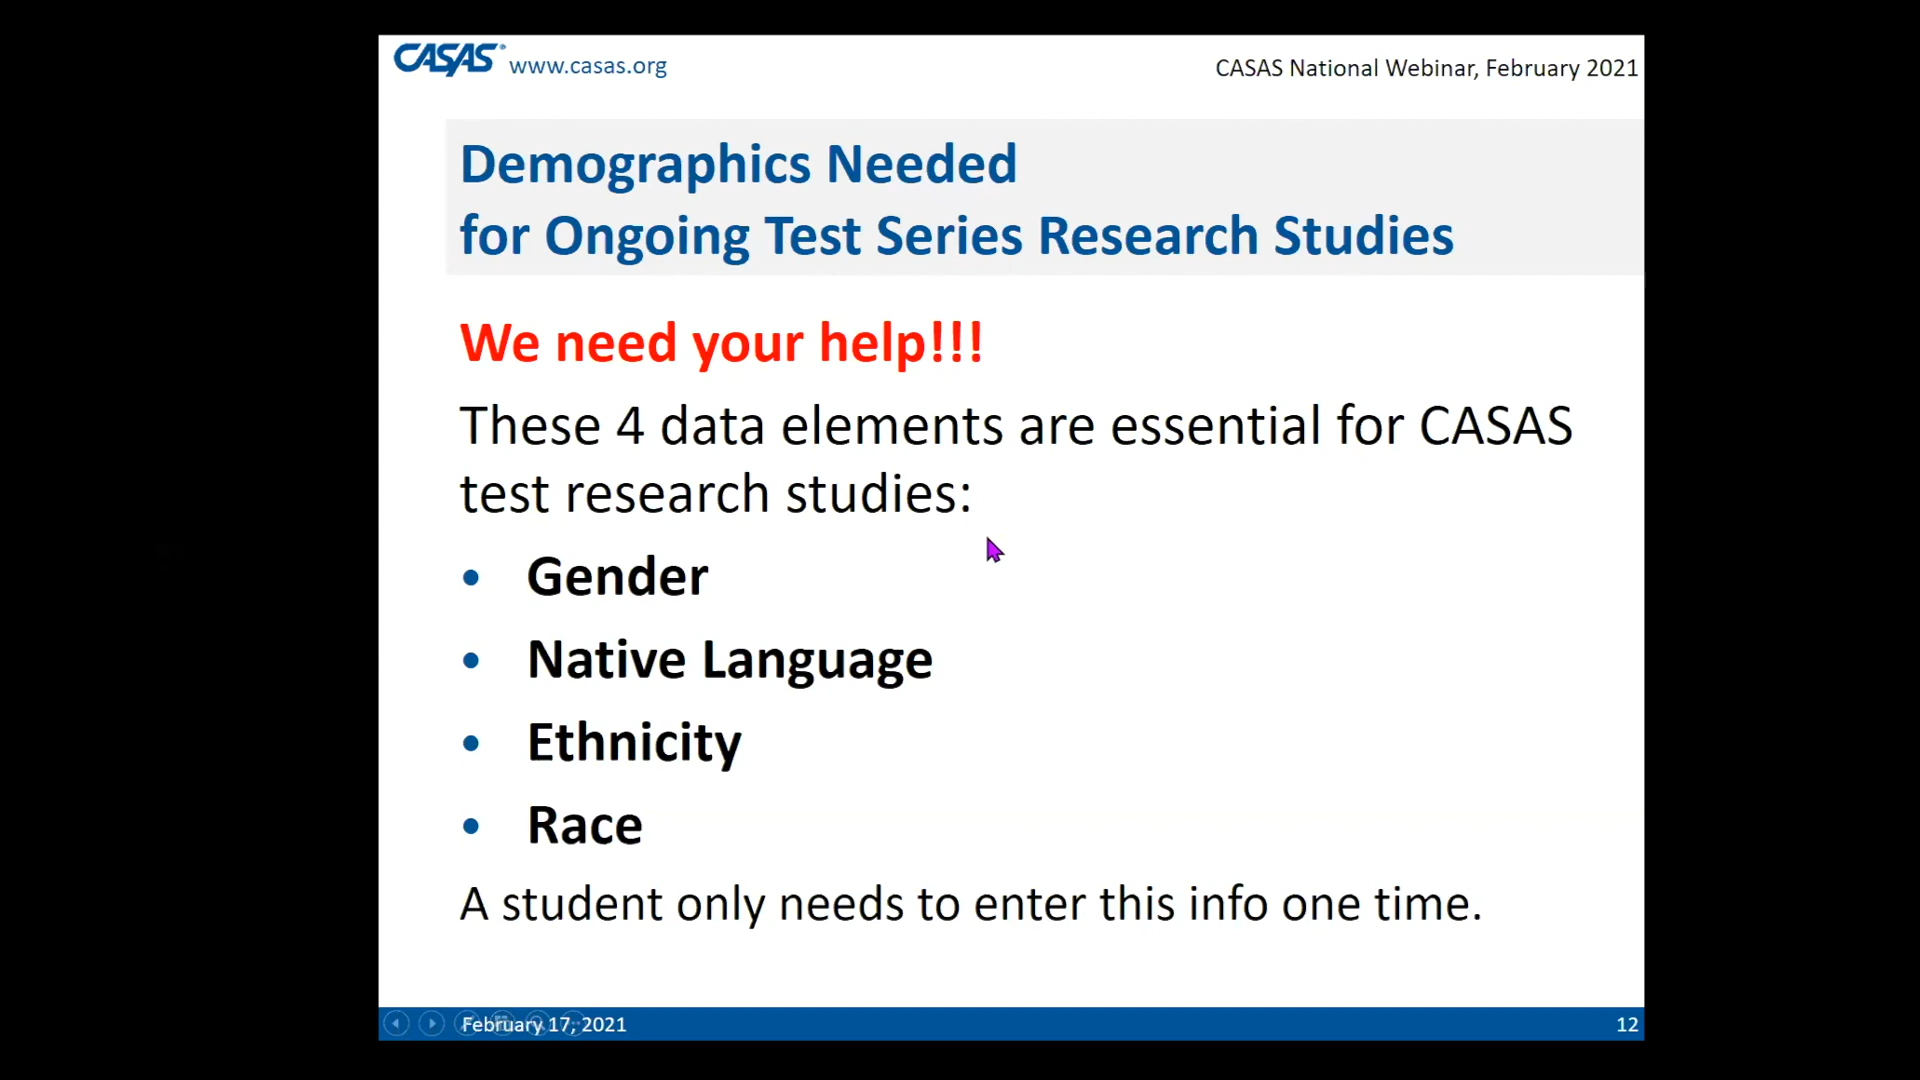 CASAS® www.casas.org
CASAS National Webinar, February 2021
Demographics Needed
for Ongoing Test Series Research Studies
We need your help!!!
These 4 data elements are essential for CASAS
test research studies:
• Gender
• Native Language
• Ethnicity
• Race
A student only needs to enter this info one time.
February 17, 2021
12